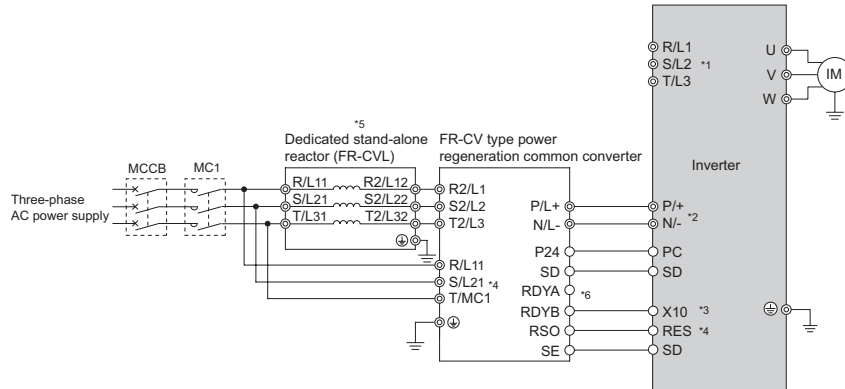 R/L1
S/L2 *1
T/L3
U
V
W
IM
*5
Dedicated stand-alone
reactor (FR-CVL)
FR-CV type power
regeneration common converter
Inverter
MCCB
MC1
Three-phase
AC power supply
R/L11 R2/L12
S/L21 S2/L22
T/L31 T2/L32
R2/L1
S2/L2
T2/L3
P/L+
N/L-
P/+
N/- *2
P24
PC
SD
SD
R/L11
S/L21 *4
T/MC1
RDYA *6
RDYB
X10 *3
RSO
RES *4
SE
SD